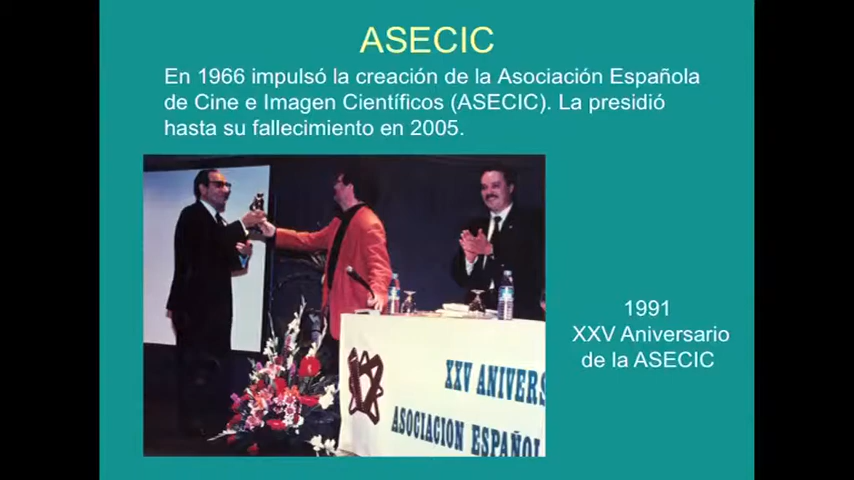 ASECIC
En 1966 impulsó la creación de la Asociación Española
de Cine e Imagen Científicos (ASECIC). La presidió
hasta su fallecimiento en 2005.
1991
XXV Aniversario
de la ASECIC
XXV ANIVERS
ASOCIACION ESPAÑOL